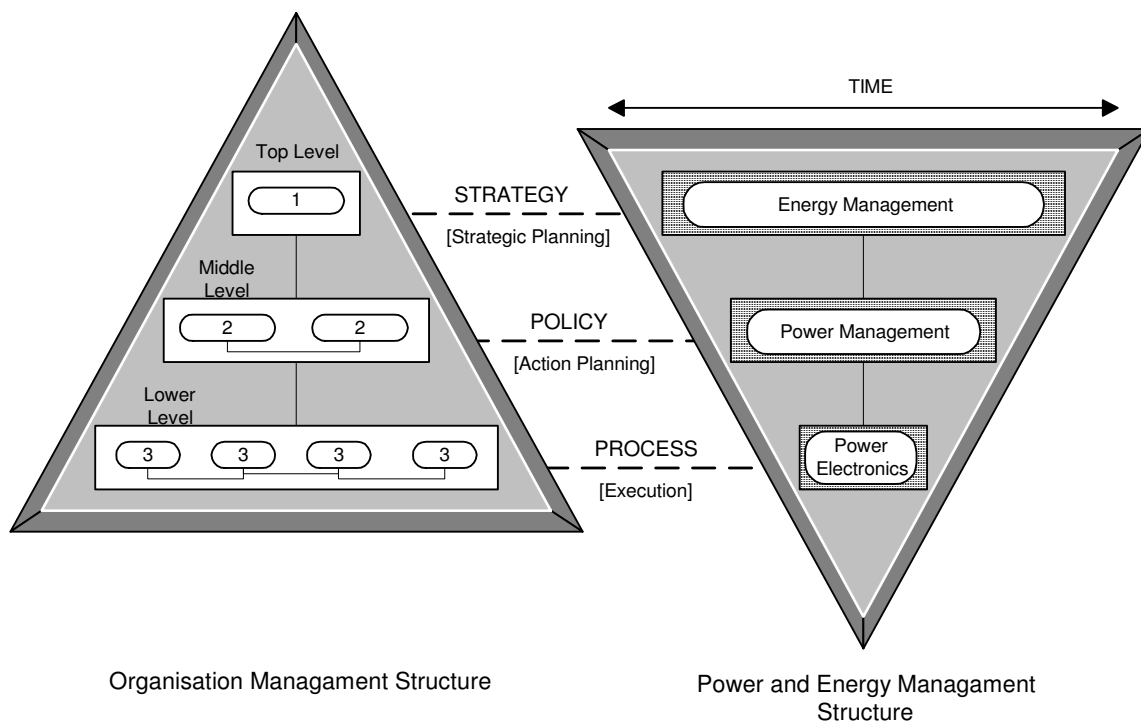 TIME
Top Level
1
STRATEGY
[Strategic Planning]
Energy Management
Middle
Level
2 2
POLICY
[Action Planning]
Power Management
Lower
Level
3 3 3 3
PROCESS
[Execution]
Power
Electronics
Organisation Managament Structure
Power and Energy Managament
Structure